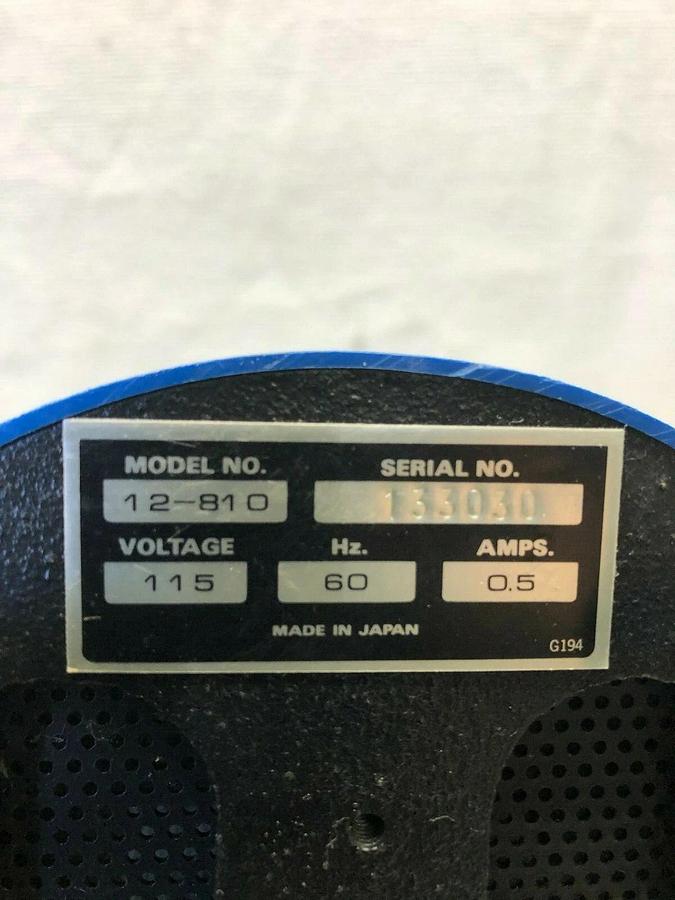 MODEL NO. SERIAL NO.
12-810 133030
VOLTAGE Hz. AMPS.
115 60 0.5
MADE IN JAPAN
G194